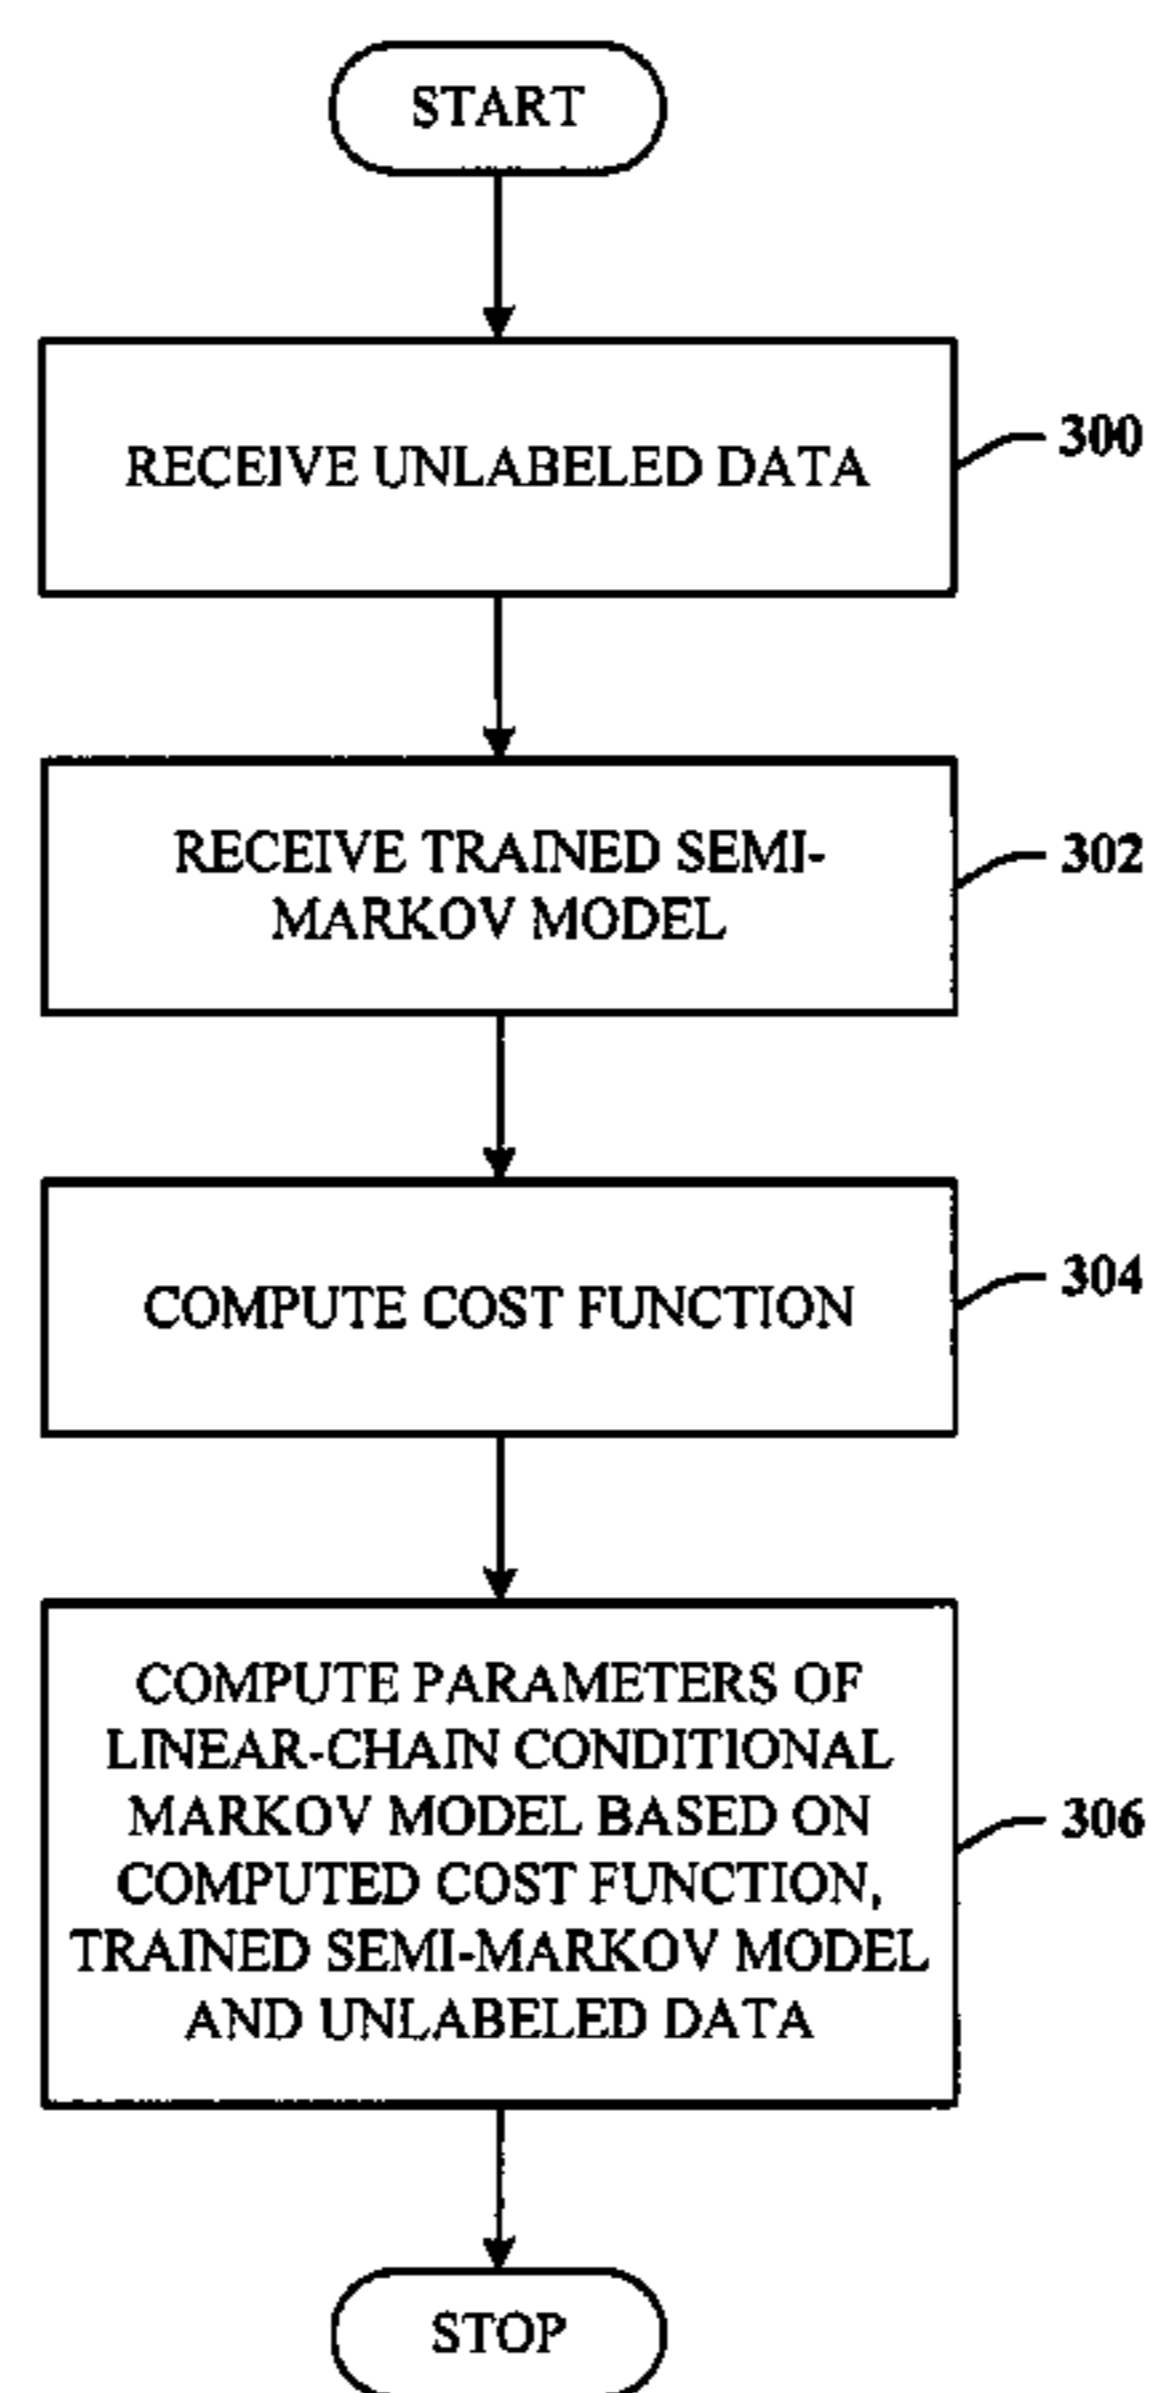 START
RECEIVE UNLABELED DATA
300
RECEIVE TRAINED SEMI-
MARKOV MODEL
302
COMPUTE COST FUNCTION
304
COMPUTE PARAMETERS OF
LINEAR-CHAIN CONDITIONAL
MARKOV MODEL BASED ON
COMPUTED COST FUNCTION,
TRAINED SEMI-MARKOV MODEL
AND UNLABELED DATA
306
STOP